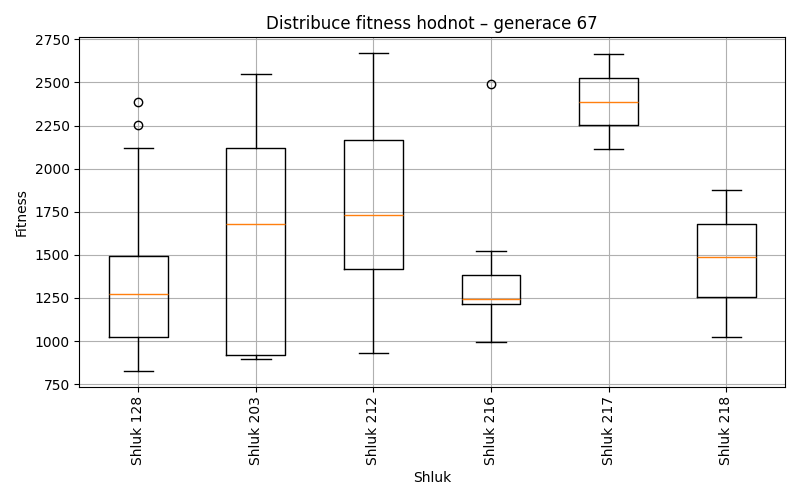 Distribuce fitness hodnot – generace 67
Fitness
2750
2500
2250
2000
1750
1500
1250
1000
750
Shluk 128
Shluk 203
Shluk 212
Shluk 216
Shluk 217
Shluk 218
Shluk